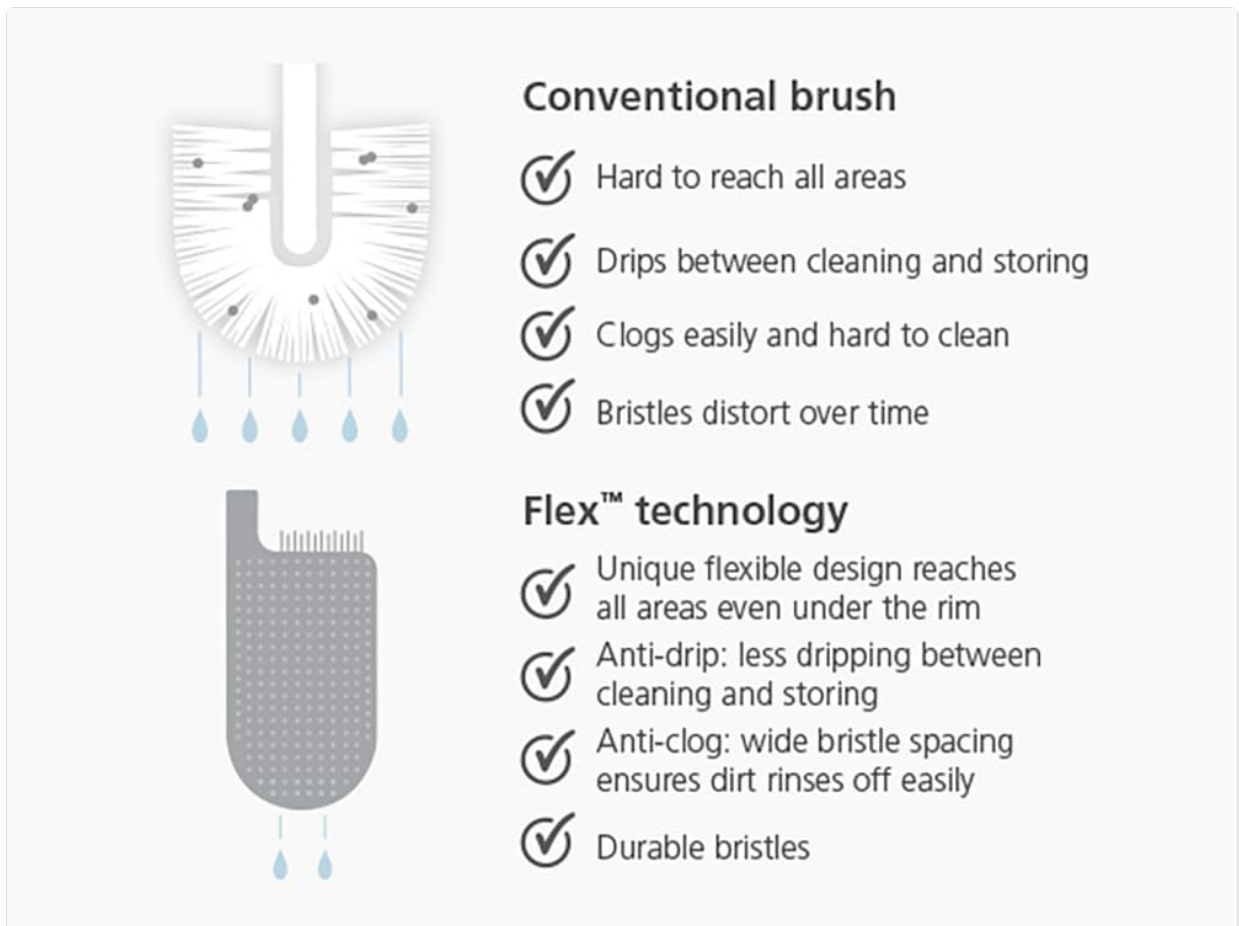 Conventional brush
Hard to reach all areas
Drips between cleaning and storing
Clogs easily and hard to clean
Bristles distort over time
Flex™ technology
Unique flexible design reaches
all areas even under the rim
Anti-drip: less dripping between
cleaning and storing
Anti-clog: wide bristle spacing
ensures dirt rinses off easily
Durable bristles